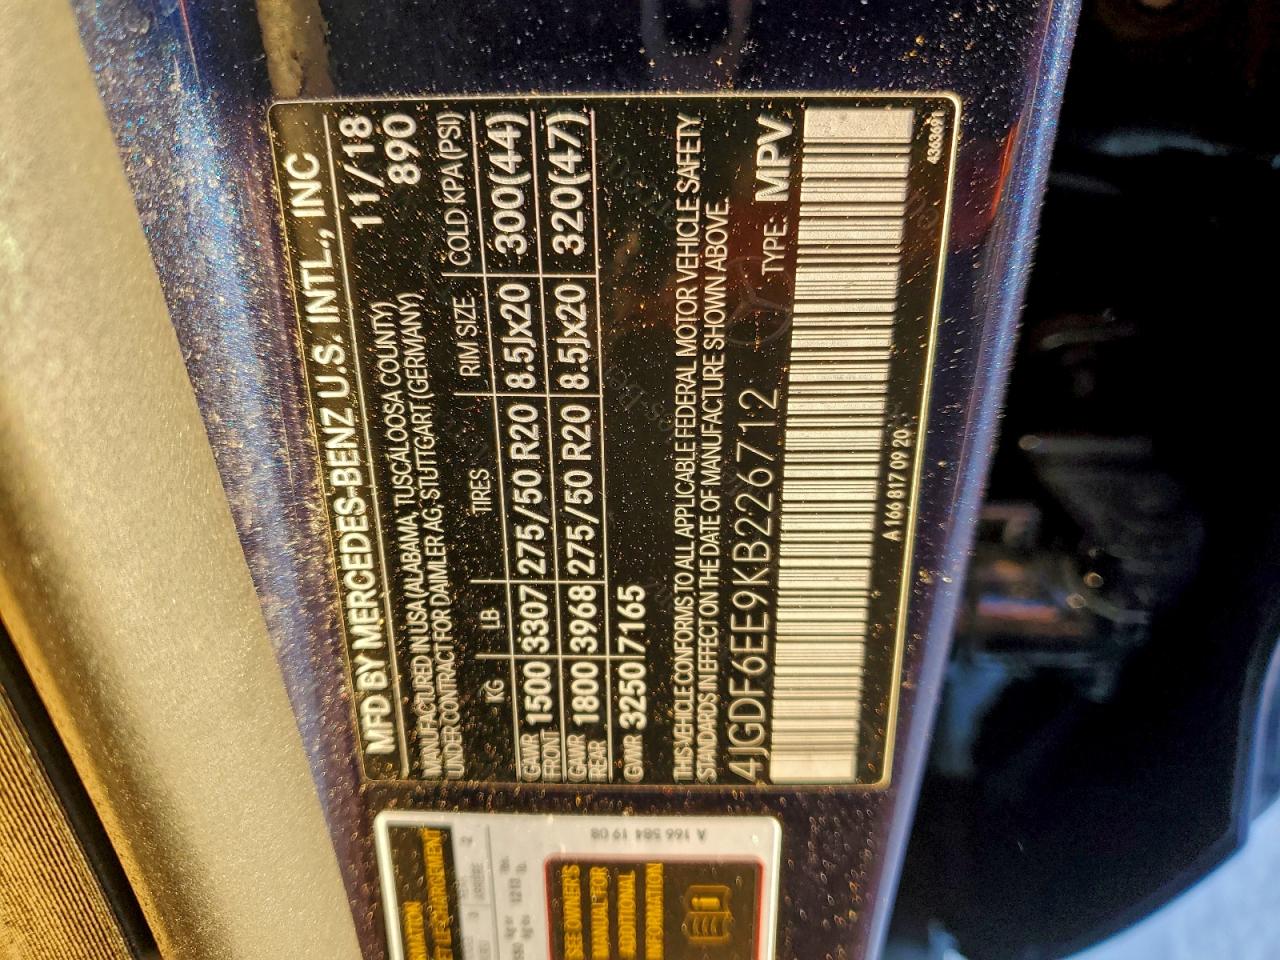 MFD BY MERCEDES-BENZ U.S. INTL., INC
11/18
MANUFACTURED IN USA (ALABAMA, TUSCALOOSA COUNTY)
890
UNDER CONTRACT FOR DAIMLER AG, STUTTGART (GERMANY)
KG LB TIRES RIM SIZE COLD KPA (PSI)
GAWR FRONT 1500 3307 275/50 R20 8.5Jx20 300(44)
GAWR REAR 1800 3968 275/50 R20 8.5Jx20 320(47)
GVWR 3250 7165
THIS VEHICLE CONFORMS TO ALL APPLICABLE FEDERAL MOTOR VEHICLE SAFETY
STANDARDS IN EFFECT ON THE DATE OF MANUFACTURE SHOWN ABOVE.
4JGDF6EE9KB226712 TYPE: MPV
A 166 817 09 20
4363691
A 166 584 19 08
SEE OWNER'S
MANUAL FOR
ADDITIONAL
INFORMATION